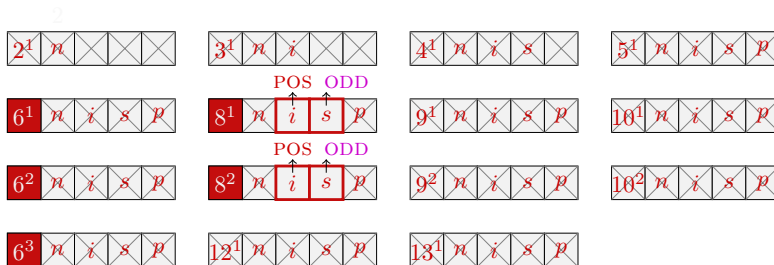 2
2¹ n 3¹ n i 4¹ n i s 5¹ n i s p
POS ODD
6¹ n i s p 8¹ n i s p 9¹ n i s p 10¹ n i s p
POS ODD
6² n i s p 8² n i s p 9² n i s p 10² n i s p
6³ n i s p 12¹ n i s p 13¹ n i s p